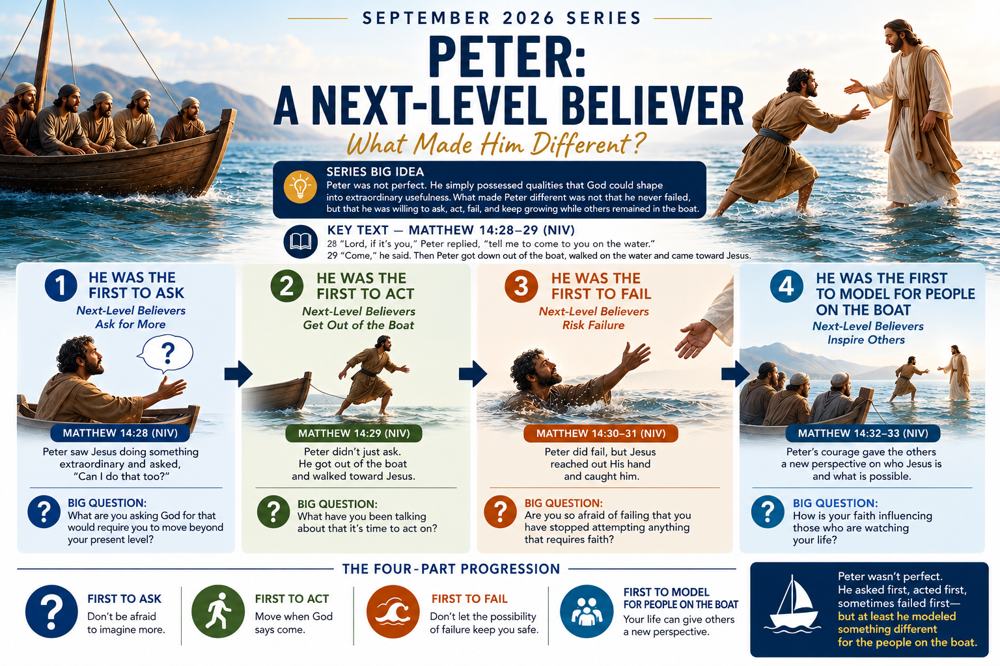 SEPTEMBER 2026 SERIES
PETER:
A NEXT-LEVEL BELIEVER
What Made Him Different?
SERIES BIG IDEA
Peter was not perfect. He simply possessed qualities that God could shape
into extraordinary usefulness. What made Peter different was not that he never failed,
but that he was willing to ask, act, fail, and keep growing while others remained in the boat.
KEY TEXT — MATTHEW 14:28–29 (NIV)
28 “Lord, if it’s you,” Peter replied, “tell me to come to you on the water.”
29 “Come,” he said. Then Peter got down out of the boat, walked on the water and came toward Jesus.
1
HE WAS THE
FIRST TO ASK
Next-Level Believers
Ask for More
?
MATTHEW 14:28 (NIV)
Peter saw Jesus doing something
extraordinary and asked,
“Can I do that too?”
?
BIG QUESTION:
What are you asking God for that
would require you to move beyond
your present level?
2
HE WAS THE
FIRST TO ACT
Next-Level Believers
Get Out of the Boat
MATTHEW 14:29 (NIV)
Peter didn’t just ask.
He got out of the boat
and walked toward Jesus.
?
BIG QUESTION:
What have you been talking
about that it’s time to act on?
3
HE WAS THE
FIRST TO FAIL
Next-Level Believers
Risk Failure
MATTHEW 14:30–31 (NIV)
Peter did fail, but Jesus
reached out His hand
and caught him.
?
BIG QUESTION:
Are you so afraid of failing that you
have stopped attempting anything
that requires faith?
4
HE WAS THE FIRST
TO MODEL FOR PEOPLE
ON THE BOAT
Next-Level Believers
Inspire Others
MATTHEW 14:32–33 (NIV)
Peter’s courage gave the others
a new perspective on who Jesus is
and what is possible.
?
BIG QUESTION:
How is your faith influencing
those who are watching
your life?
THE FOUR-PART PROGRESSION
?
FIRST TO ASK
Don’t be afraid
to imagine more.
FIRST TO ACT
Move when God
says come.
FIRST TO FAIL
Don’t let the possibility
of failure keep you safe.
FIRST TO MODEL
FOR PEOPLE ON THE BOAT
Your life can give others
a new perspective.
Peter wasn’t perfect.
He asked first, acted first,
sometimes failed first—
but at least he modeled
something different
for the people on the boat.